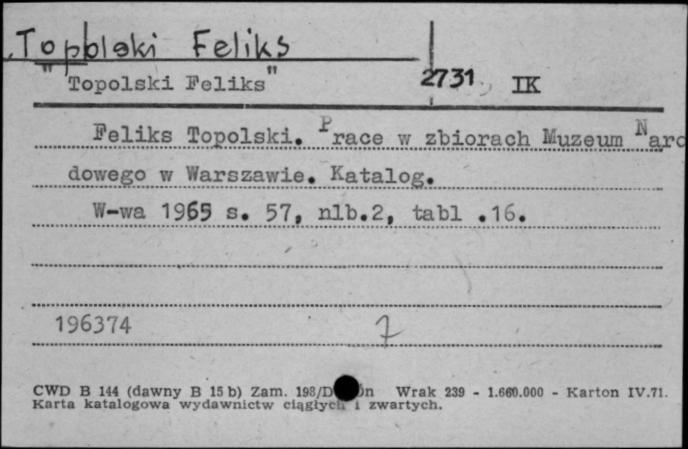 Topolski Feliks
"Topolski Feliks" 2731 IK
Feliks Topolski. Prace w zbiorach Muzeum Naro
dowego w Warszawie. Katalog.
W-wa 1965 s. 57, nlb.2, tabl .16.
196374 7
CWD B 144 (dawny B 15 b) Zam. Wrak 239 - 1.660.000 - Karton IV.71.
Karta katalogowa wydawnictw ciągłych i zwartych.